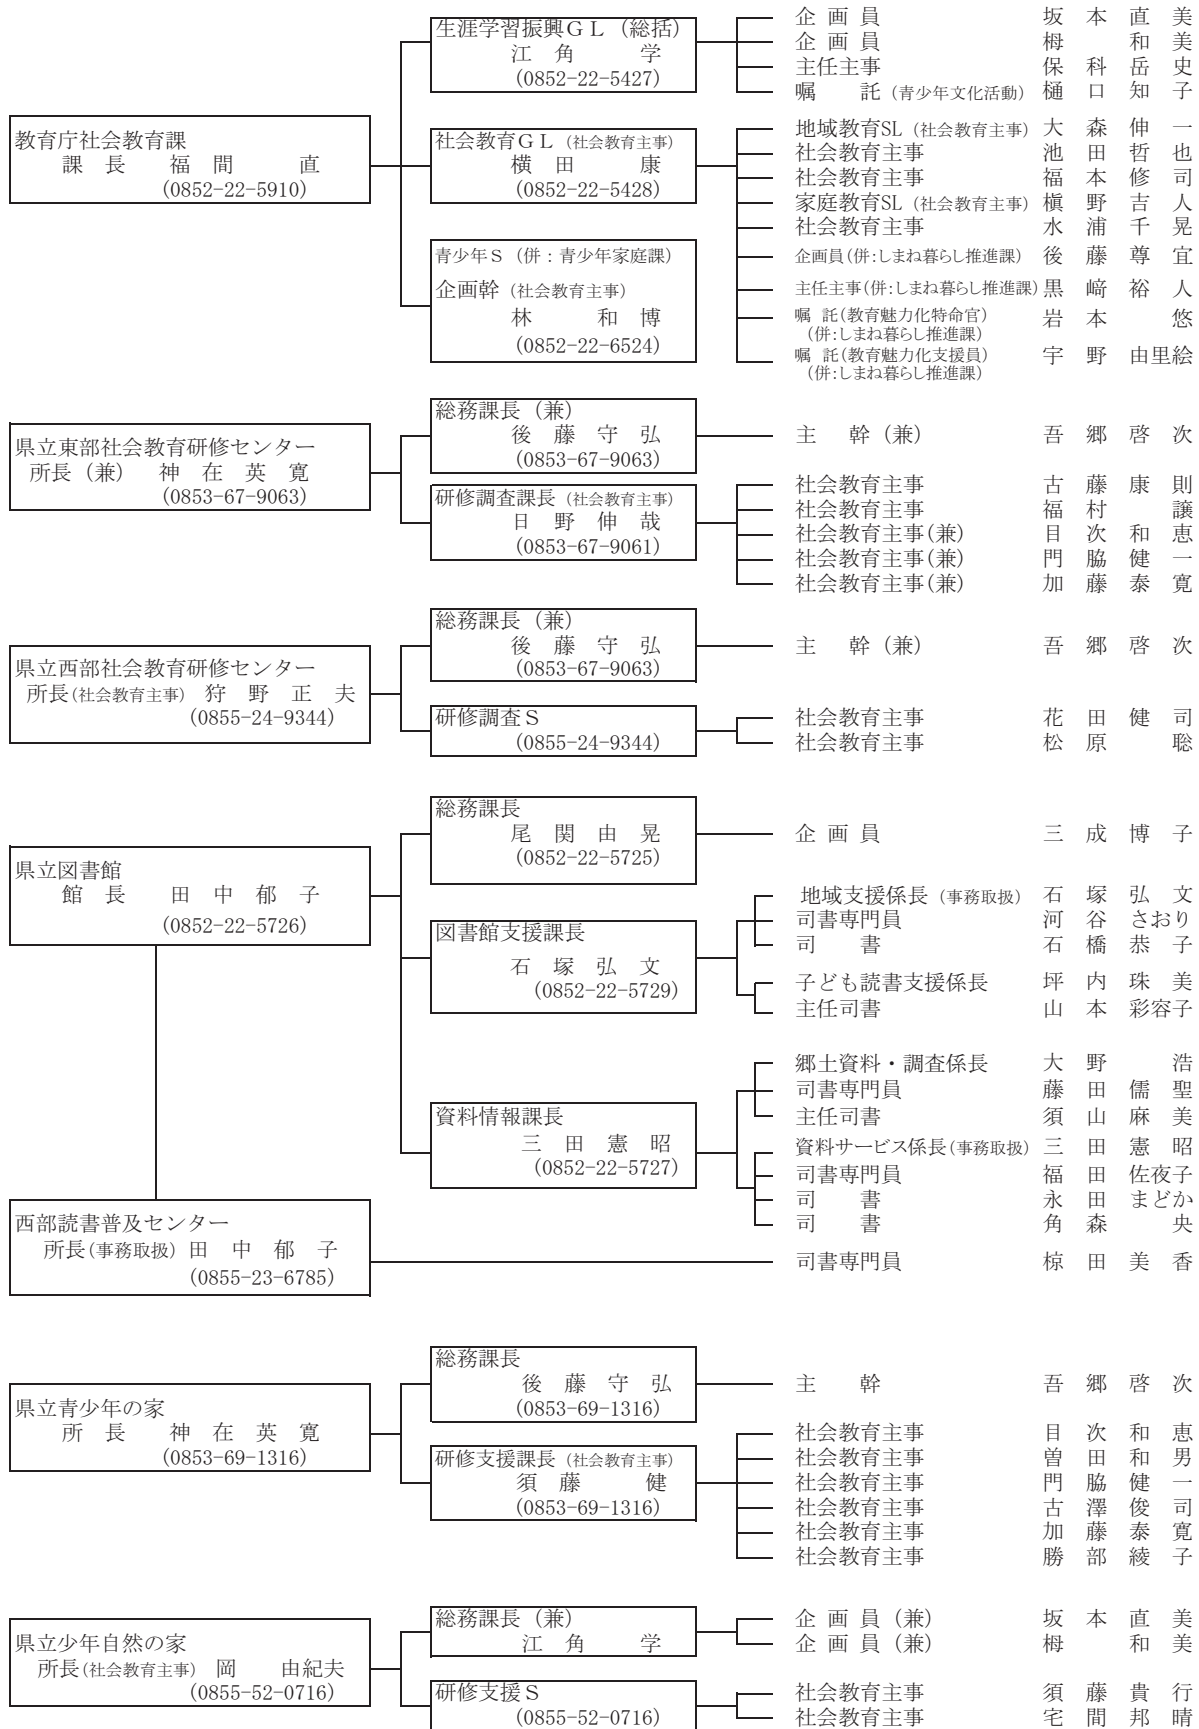 生涯学習振興ＧＬ（総括）
江角　学
(0852-22-5427)
企画員　坂本直美
企画員　栂　和美
主任主事　保科岳史
嘱託（青少年文化活動）　樋口知子
教育庁社会教育課
課長　福間　直
(0852-22-5910)
社会教育ＧＬ（社会教育主事）
横田　康
(0852-22-5428)
地域教育SL（社会教育主事）　大森伸一
社会教育主事　池田哲也
社会教育主事　福本修司
家庭教育SL（社会教育主事）　槇野吉人
社会教育主事　水浦千晃
企画員(併:しまね暮らし推進課)　後藤尊宜
主任主事(併:しまね暮らし推進課)　黒﨑裕人
嘱託(教育魅力化特命官)　岩本　悠
(併:しまね暮らし推進課)
嘱託(教育魅力化支援員)　宇野由里絵
(併:しまね暮らし推進課)
青少年Ｓ（併：青少年家庭課）
企画幹（社会教育主事）
林　和博
(0852-22-6524)
県立東部社会教育研修センター
所長（兼）　神在英寛
(0853-67-9063)
総務課長（兼）
後藤守弘
(0853-67-9063)
主幹（兼）　吾郷啓次
研修調査課長（社会教育主事）
日野伸哉
(0853-67-9061)
社会教育主事　古藤康則
社会教育主事　福村　譲
社会教育主事(兼)　目次和恵
社会教育主事(兼)　門脇健一
社会教育主事(兼)　加藤泰寛
県立西部社会教育研修センター
所長(社会教育主事)　狩野正夫
(0855-24-9344)
総務課長（兼）
後藤守弘
(0853-67-9063)
主幹（兼）　吾郷啓次
研修調査Ｓ
(0855-24-9344)
社会教育主事　花田健司
社会教育主事　松原　聡
県立図書館
館長　田中郁子
(0852-22-5726)
総務課長
尾関由晃
(0852-22-5725)
企画員　三成博子
図書館支援課長
石塚弘文
(0852-22-5729)
地域支援係長（事務取扱）　石塚弘文
司書専門員　河谷さおり
司書　石橋恭子
子ども読書支援係長　坪内珠美
主任司書　山本彩容子
資料情報課長
三田憲昭
(0852-22-5727)
郷土資料・調査係長　大野　浩
司書専門員　藤田儒聖
主任司書　須山麻美
資料サービス係長(事務取扱)　三田憲昭
司書専門員　福田佐夜子
司書　永田まどか
司書　角森　央
西部読書普及センター
所長(事務取扱)　田中郁子
(0855-23-6785)
司書専門員　椋田美香
県立青少年の家
所長　神在英寛
(0853-69-1316)
総務課長
後藤守弘
(0853-69-1316)
主幹　吾郷啓次
研修支援課長（社会教育主事）
須藤　健
(0853-69-1316)
社会教育主事　目次和恵
社会教育主事　曽田和男
社会教育主事　門脇健一
社会教育主事　古澤俊司
社会教育主事　加藤泰寛
社会教育主事　勝部綾子
県立少年自然の家
所長(社会教育主事)　岡　由紀夫
(0855-52-0716)
総務課長（兼）
江角　学
企画員（兼）　坂本直美
企画員（兼）　栂　和美
研修支援Ｓ
(0855-52-0716)
社会教育主事　須藤貴行
社会教育主事　宅間邦晴